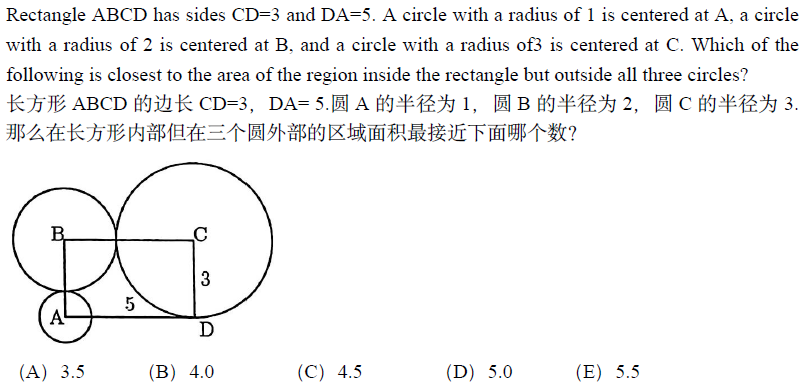 Rectangle ABCD has sides CD=3 and DA=5. A circle with a radius of 1 is centered at A, a circle
with a radius of 2 is centered at B, and a circle with a radius of3 is centered at C. Which of the
following is closest to the area of the region inside the rectangle but outside all three circles?
长方形 ABCD 的边长 CD=3，DA= 5.圆 A 的半径为 1，圆 B 的半径为 2，圆 C 的半径为 3.
那么在长方形内部但在三个圆外部的区域面积最接近下面哪个数？
B C
3
5
A
D
(A) 3.5 (B) 4.0 (C) 4.5 (D) 5.0 (E) 5.5